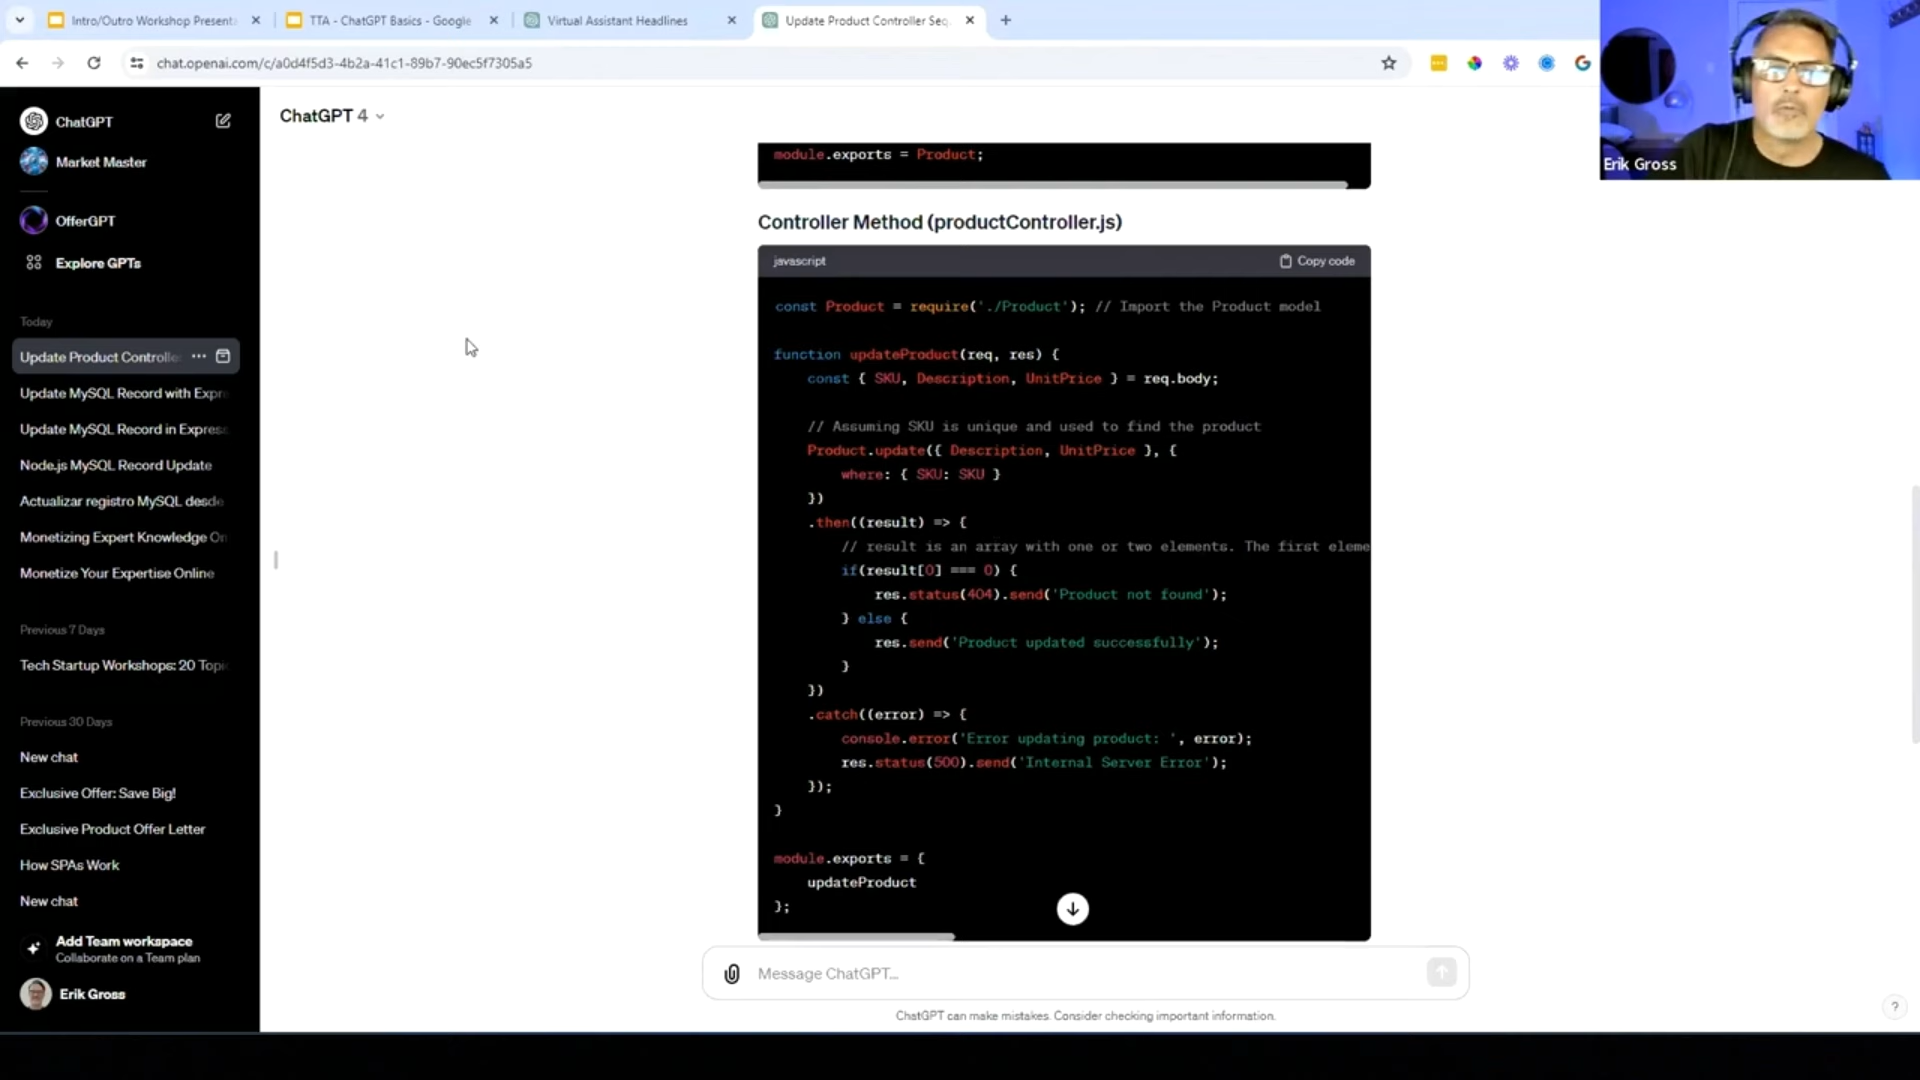 Intro/Outro Workshop Present
TTA - ChatGPT Basics - Google
Virtual Assistant Headlines
Update Product Controller Seq
chat.openai.com/c/a0d4f5d3-4b2a-41c1-89b7-90ec5f7305a5
Erik Gross
ChatGPT
Market Master
OfferGPT
Explore GPTs
Today
Update Product Controlle
Update MySQL Record with Expre
Update MySQL Record in Express
Node.js MySQL Record Update
Actualizar registro MySQL desde
Monetizing Expert Knowledge On
Monetize Your Expertise Online
Previous 7 Days
Tech Startup Workshops: 20 Topi
Previous 30 Days
New chat
Exclusive Offer: Save Big!
Exclusive Product Offer Letter
How SPAs Work
New chat
Add Team workspace
Collaborate on a Team plan
Erik Gross
ChatGPT 4
module.exports = Product;
Controller Method (productController.js)
javascript
Copy code
const Product = require('./Product'); // Import the Product model
function updateProduct(req, res) {
const { SKU, Description, UnitPrice } = req.body;
// Assuming SKU is unique and used to find the product
Product.update({ Description, UnitPrice }, {
where: { SKU: SKU }
})
.then((result) => {
// result is an array with one or two elements. The first eleme
if(result[0] === 0) {
res.status(404).send('Product not found');
} else {
res.send('Product updated successfully');
}
})
.catch((error) => {
console.error('Error updating product: ', error);
res.status(500).send('Internal Server Error');
});
}
module.exports = {
updateProduct
};
Message ChatGPT...
ChatGPT can make mistakes. Consider checking important information.
?